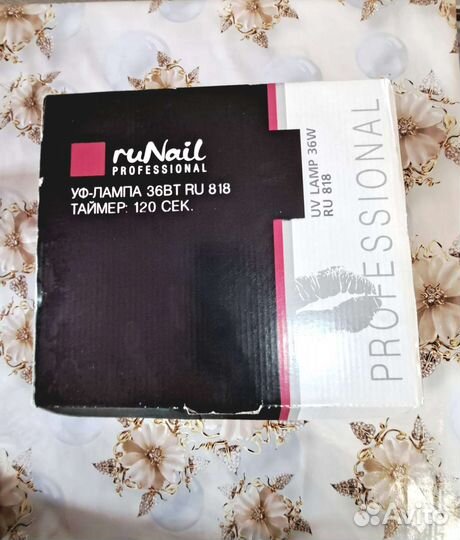 ruNail
PROFESSIONAL
УФ-ЛАМПА 36ВТ RU 818
ТАЙМЕР: 120 СЕК.
UV LAMP 36W
RU 818
PROFESSIONAL
Avito